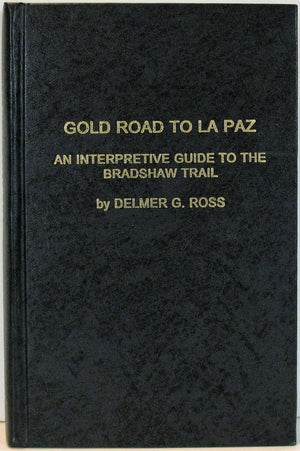 GOLD ROAD TO LA PAZ
AN INTERPRETIVE GUIDE TO THE
BRADSHAW TRAIL
by DELMER G. ROSS